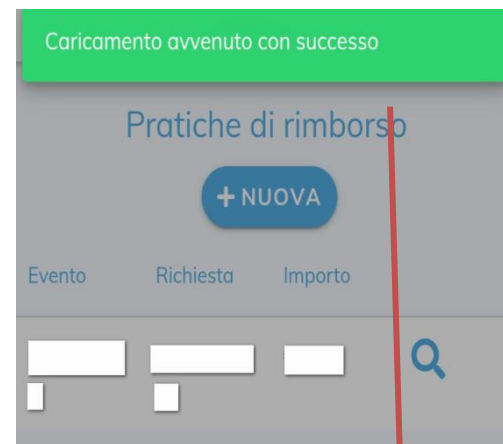 Caricamento avvenuto con successo
Pratiche di rimborso
+ NUOVA
Evento Richiesta Importo